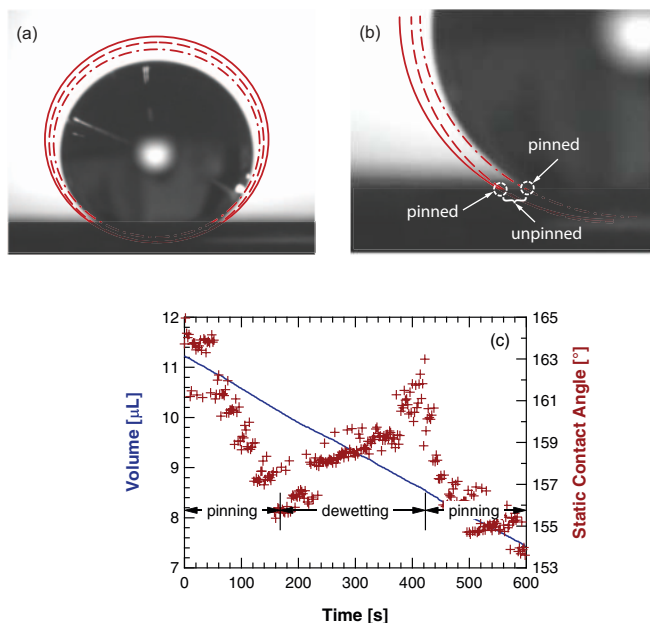 (a)
(b)
pinned
pinned
unpinned
(c)
12
11
10
9
8
7
Volume [μL]
165
163
161
159
157
155
153
Static Contact Angle [°]
pinning
dewetting
pinning
0
100
200
300
400
500
600
Time [s]